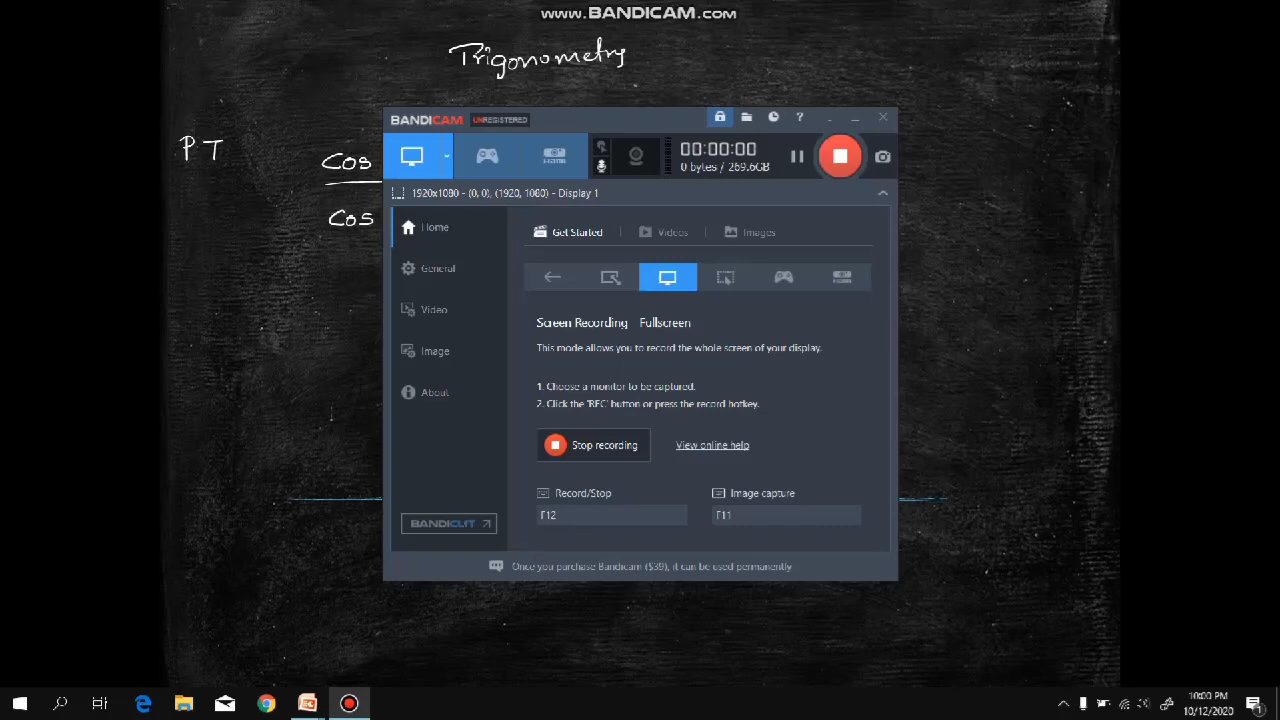 www.BANDICAM.com
Trigonometry
BANDICAM UNREGISTERED
PT
Cos
Cos
00:00:00
0 bytes / 269.6GB
1920x1080 - (0, 0), (1920, 1080) - Display 1
Home
General
Video
Image
About
BANDICUT
Get Started
Videos
Images
Screen Recording Fullscreen
This mode allows you to record the whole screen of your display.
1. Choose a monitor to be captured.
2. Click the 'REC' button or press the record hotkey.
Stop recording
View online help
Record/Stop
Image capture
F12
F11
Once you purchase Bandicam ($39), it can be used permanently
10:00 PM
10/12/2020